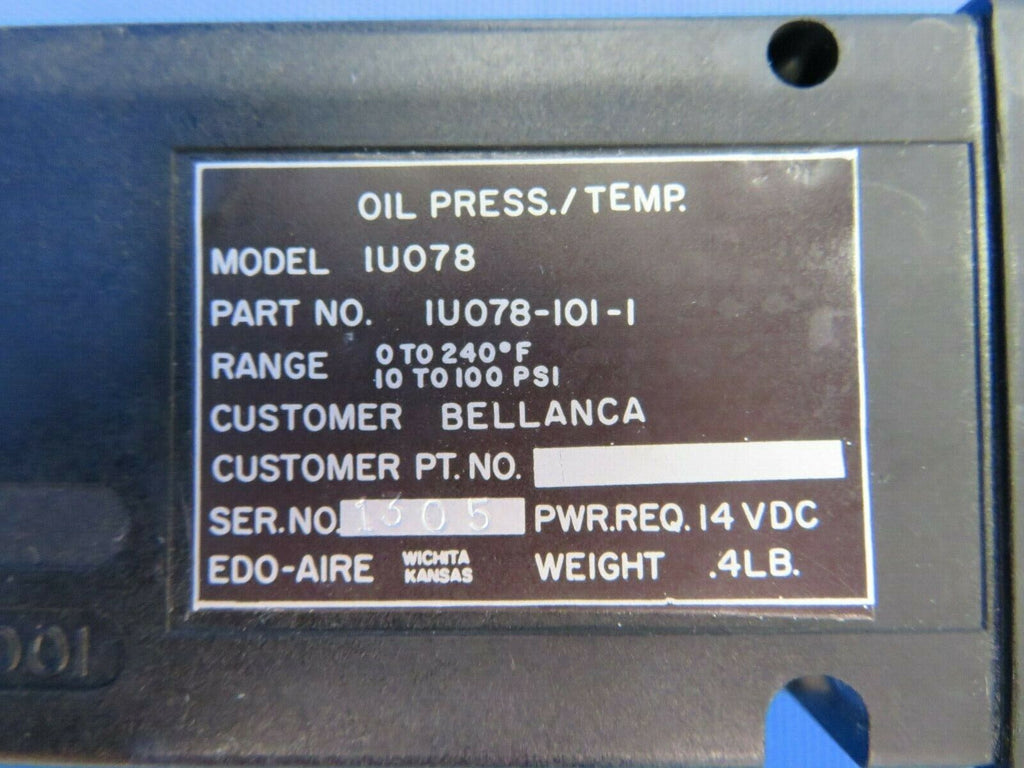 OIL PRESS./TEMP.
MODEL 1U078
PART NO. 1U078-101-1
RANGE 0 TO 240°F
10 TO 100 PSI
CUSTOMER BELLANCA
CUSTOMER PT. NO.
SER.NO. 1305 PWR.REQ. 14 VDC
EDO-AIRE WICHITA KANSAS WEIGHT .4LB.
001